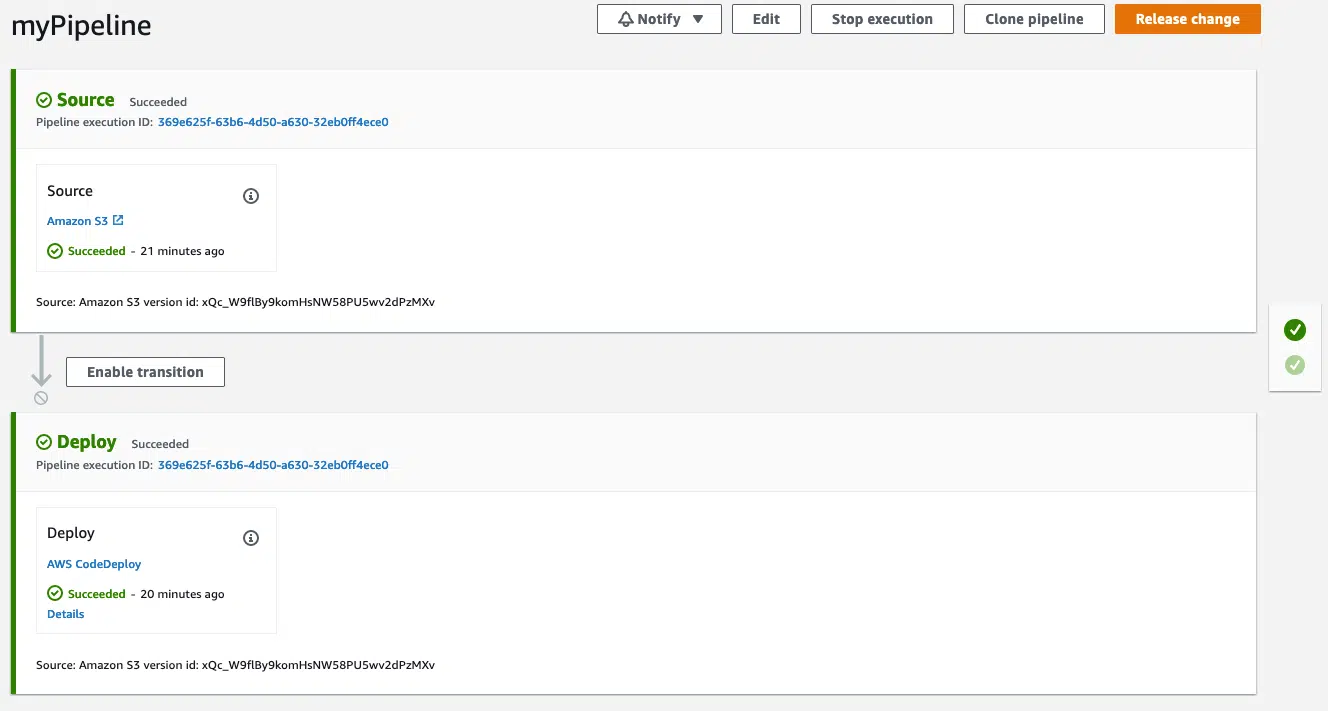 myPipeline
Notify ▼ Edit Stop execution Clone pipeline Release change
Source Succeeded
Pipeline execution ID: 369e625f-63b6-4d50-a630-32eb0ff4ece0
Source
Amazon S3
Succeeded - 21 minutes ago
Source: Amazon S3 version id: xQc_W9flBy9komHsNW58PU5wv2dPzMXv
Enable transition
Deploy Succeeded
Pipeline execution ID: 369e625f-63b6-4d50-a630-32eb0ff4ece0
Deploy
AWS CodeDeploy
Succeeded - 20 minutes ago
Details
Source: Amazon S3 version id: xQc_W9flBy9komHsNW58PU5wv2dPzMXv